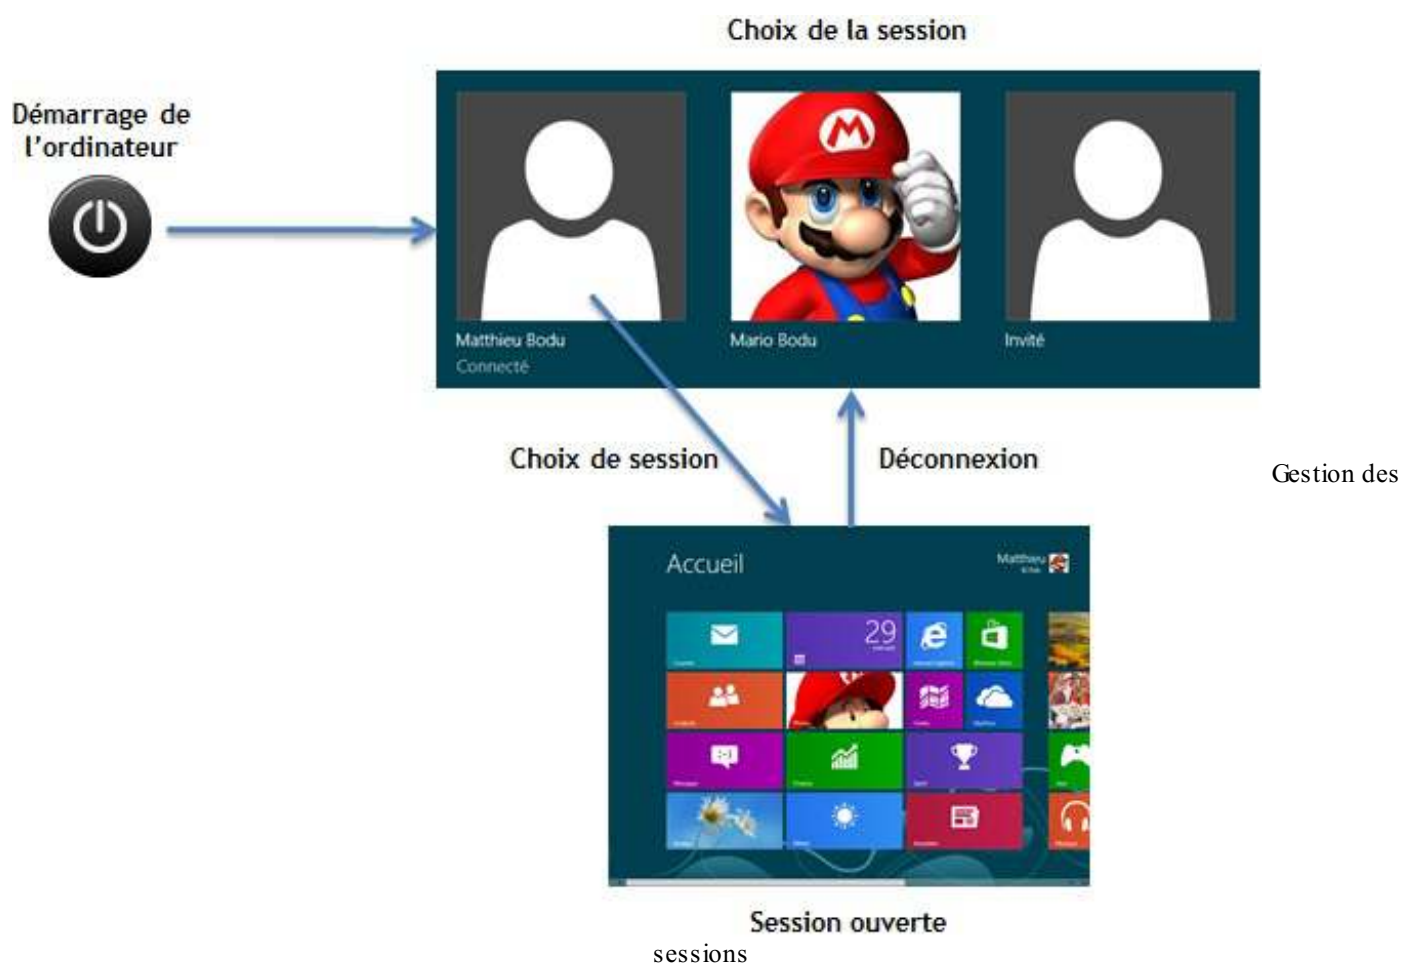 Choix de la session
Démarrage de
l'ordinateur
Matthieu Bodu
Connecté
Mario Bodu
Invité
Choix de session
Déconnexion
Gestion des
Accueil
Matthieu
29
Session ouverte
sessions